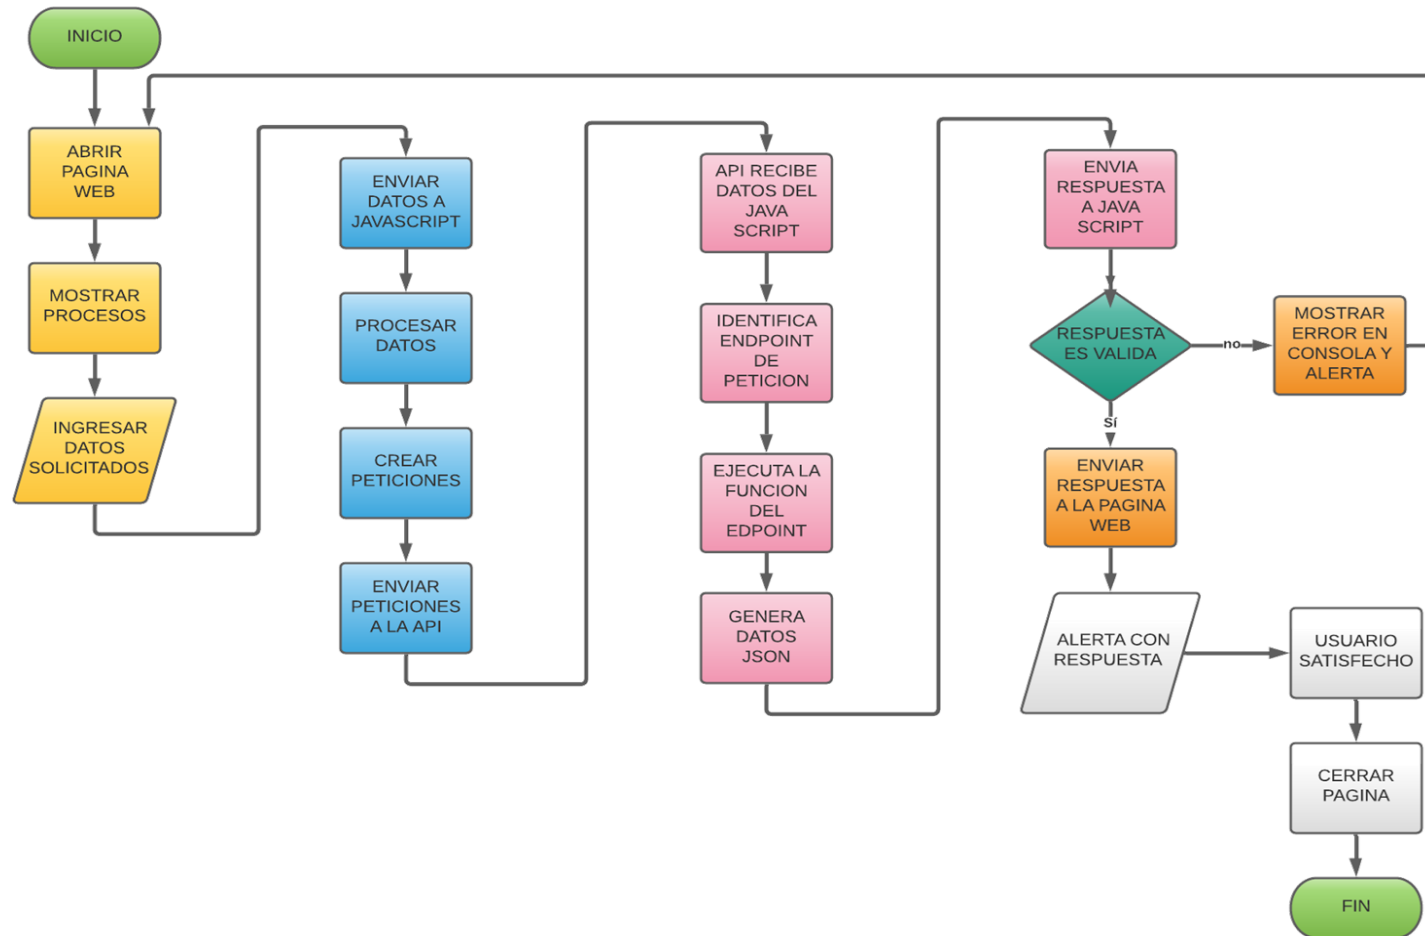 INICIO
ABRIR
PAGINA
WEB
MOSTRAR
PROCESOS
INGRESAR
DATOS
SOLICITADOS
ENVIAR
DATOS A
JAVASCRIPT
PROCESAR
DATOS
CREAR
PETICIONES
ENVIAR
PETICIONES
A LA API
API RECIBE
DATOS DEL
JAVA
SCRIPT
IDENTIFICA
ENDPOINT
DE
PETICION
EJECUTA LA
FUNCION
DEL
EDPOINT
GENERA
DATOS
JSON
ENVIA
RESPUESTA
A JAVA
SCRIPT
RESPUESTA
ES VALIDA
no
MOSTRAR
ERROR EN
CONSOLA Y
ALERTA
Sí
ENVIAR
RESPUESTA
A LA PAGINA
WEB
ALERTA CON
RESPUESTA
USUARIO
SATISFECHO
CERRAR
PAGINA
FIN